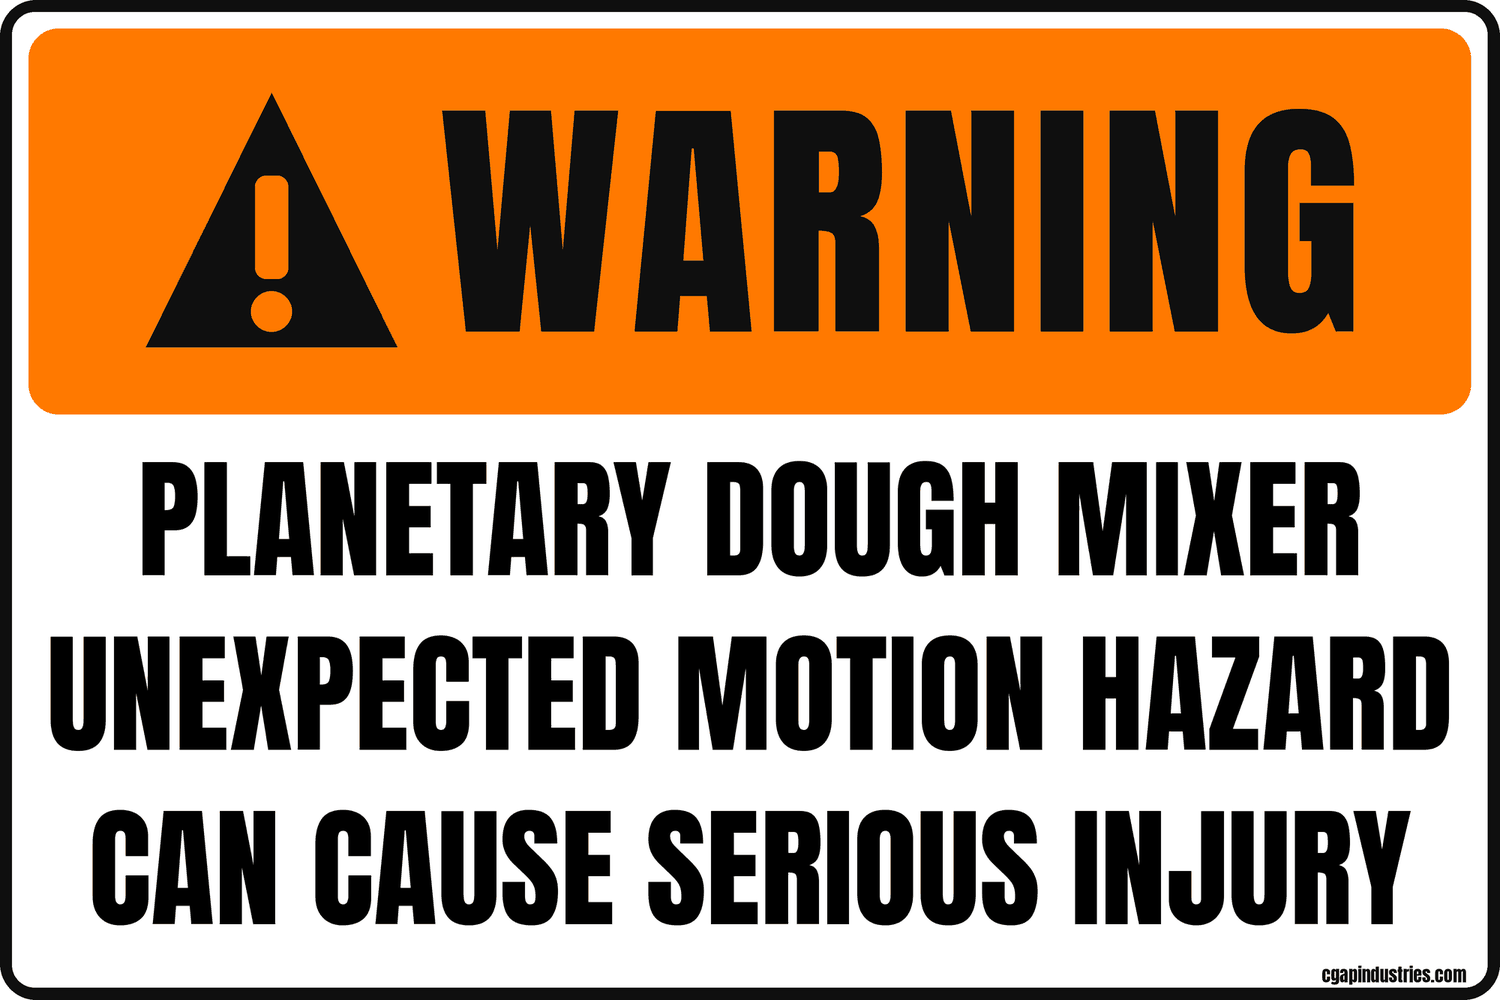 WARNING
PLANETARY DOUGH MIXER
UNEXPECTED MOTION HAZARD
CAN CAUSE SERIOUS INJURY
cgapindustries.com